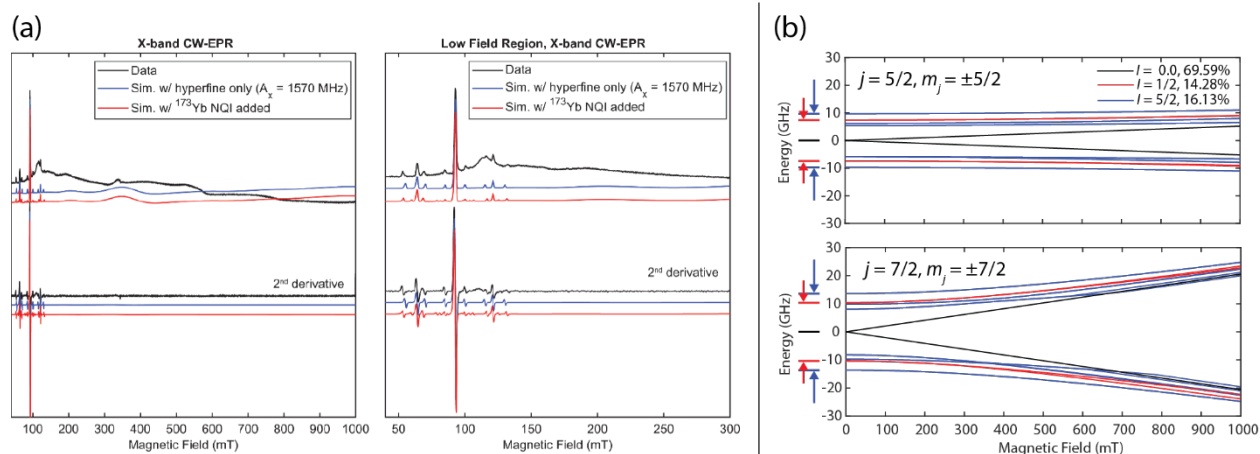 (a)
X-band CW-EPR
Data
Sim. w/ hyperfine only (Aₓ = 1570 MHz)
Sim. w/ ¹⁷³Yb NQI added
2ⁿᵈ derivative
100 200 300 400 500 600 700 800 900 1000
Magnetic Field (mT)
Low Field Region, X-band CW-EPR
Data
Sim. w/ hyperfine only (Aₓ = 1570 MHz)
Sim. w/ ¹⁷³Yb NQI added
2ⁿᵈ derivative
50 100 150 200 250 300
Magnetic Field (mT)
(b)
j = 5/2, mⱼ = ±5/2
I = 0.0, 69.59%
I = 1/2, 14.28%
I = 5/2, 16.13%
Energy (GHz)
30
20
10
0
-10
-20
-30
j = 7/2, mⱼ = ±7/2
Energy (GHz)
30
20
10
0
-10
-20
-30
0 100 200 300 400 500 600 700 800 900 1000
Magnetic Field (mT)